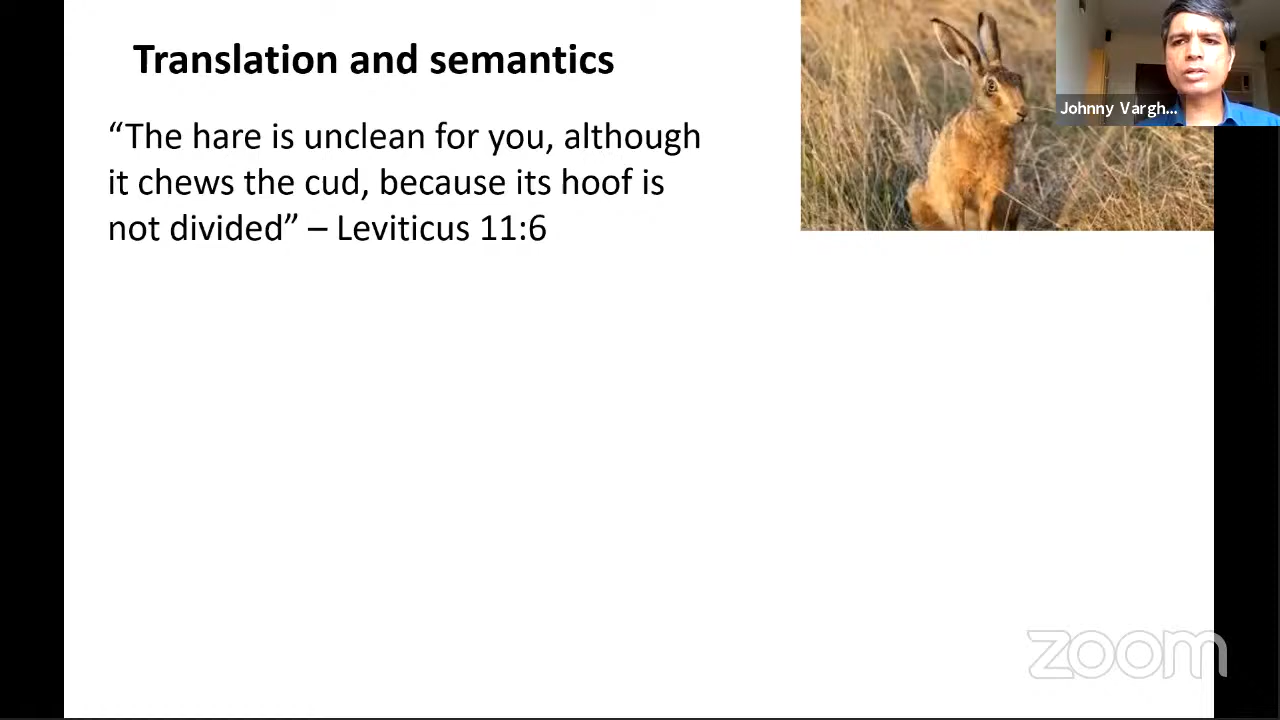 Translation and semantics
“The hare is unclean for you, although
it chews the cud, because its hoof is
not divided” – Leviticus 11:6
Johnny Vargh...
zoom